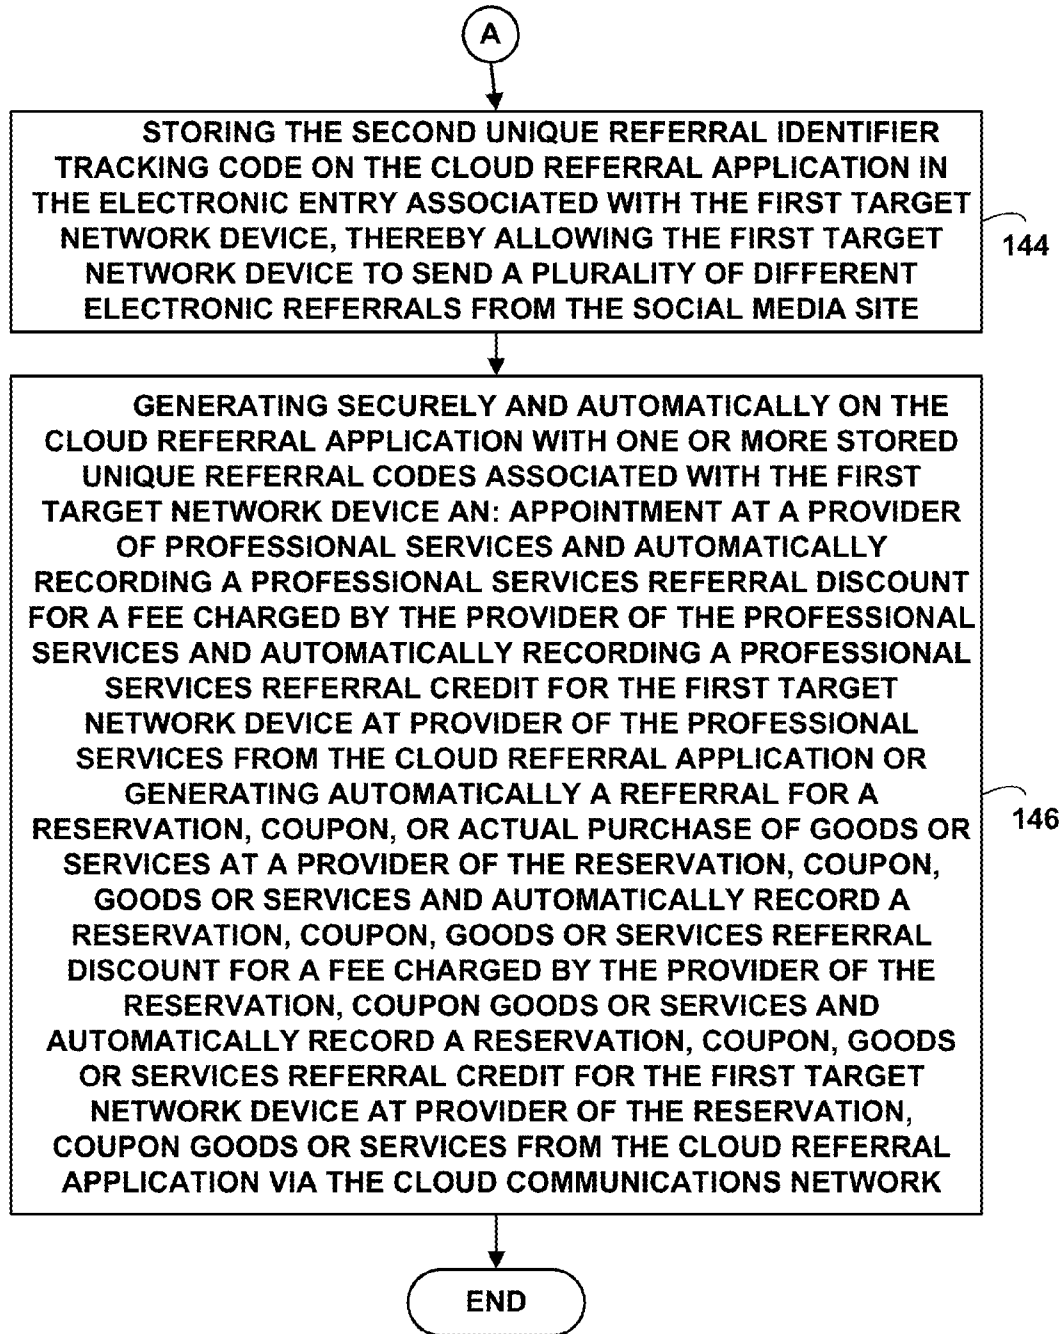 A
STORING THE SECOND UNIQUE REFERRAL IDENTIFIER
TRACKING CODE ON THE CLOUD REFERRAL APPLICATION IN
THE ELECTRONIC ENTRY ASSOCIATED WITH THE FIRST TARGET
NETWORK DEVICE, THEREBY ALLOWING THE FIRST TARGET
NETWORK DEVICE TO SEND A PLURALITY OF DIFFERENT
ELECTRONIC REFERRALS FROM THE SOCIAL MEDIA SITE
144
GENERATING SECURELY AND AUTOMATICALLY ON THE
CLOUD REFERRAL APPLICATION WITH ONE OR MORE STORED
UNIQUE REFERRAL CODES ASSOCIATED WITH THE FIRST
TARGET NETWORK DEVICE AN: APPOINTMENT AT A PROVIDER
OF PROFESSIONAL SERVICES AND AUTOMATICALLY
RECORDING A PROFESSIONAL SERVICES REFERRAL DISCOUNT
FOR A FEE CHARGED BY THE PROVIDER OF THE PROFESSIONAL
SERVICES AND AUTOMATICALLY RECORDING A PROFESSIONAL
SERVICES REFERRAL CREDIT FOR THE FIRST TARGET
NETWORK DEVICE AT PROVIDER OF THE PROFESSIONAL
SERVICES FROM THE CLOUD REFERRAL APPLICATION OR
GENERATING AUTOMATICALLY A REFERRAL FOR A
RESERVATION, COUPON, OR ACTUAL PURCHASE OF GOODS OR
SERVICES AT A PROVIDER OF THE RESERVATION, COUPON,
GOODS OR SERVICES AND AUTOMATICALLY RECORD A
RESERVATION, COUPON, GOODS OR SERVICES REFERRAL
DISCOUNT FOR A FEE CHARGED BY THE PROVIDER OF THE
RESERVATION, COUPON GOODS OR SERVICES AND
AUTOMATICALLY RECORD A RESERVATION, COUPON, GOODS
OR SERVICES REFERRAL CREDIT FOR THE FIRST TARGET
NETWORK DEVICE AT PROVIDER OF THE RESERVATION,
COUPON GOODS OR SERVICES FROM THE CLOUD REFERRAL
APPLICATION VIA THE CLOUD COMMUNICATIONS NETWORK
146
END